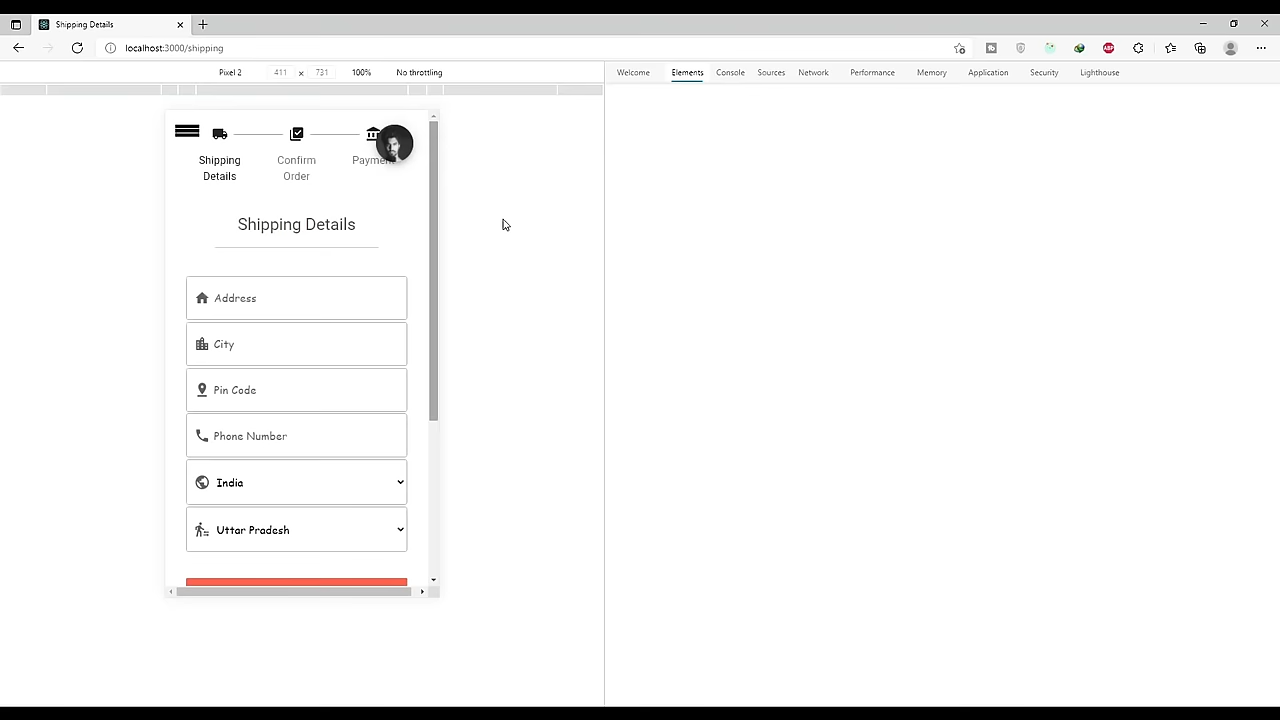 Shipping Details
localhost:3000/shipping
ABP
Pixel 2 411 × 731 100% No throttling
Welcome Elements Console Sources Network Performance Memory Application Security Lighthouse
Shipping Details
Confirm Order
Shipping Details
Address
City
Pin Code
Phone Number
India
Uttar Pradesh